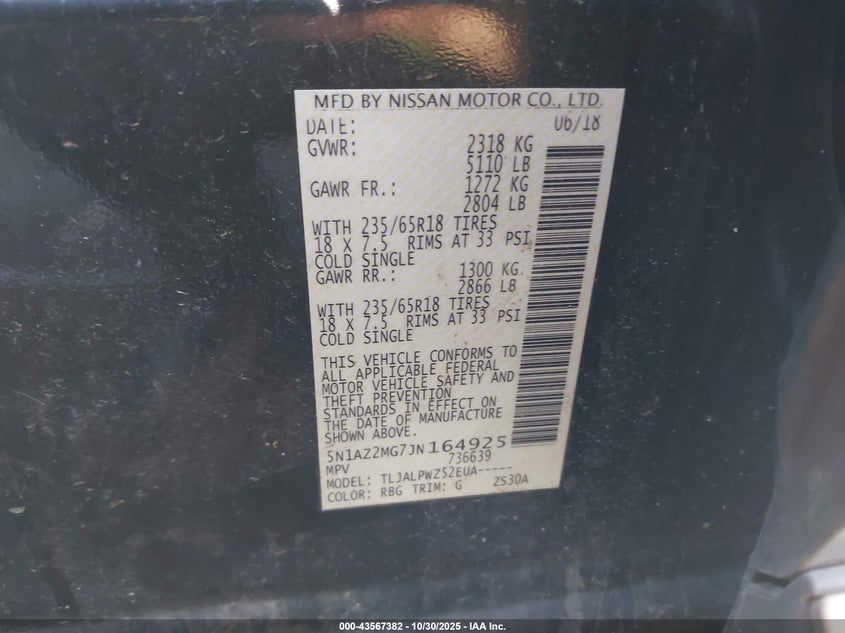 MFD BY NISSAN MOTOR CO., LTD.
DATE: 06/18
GVWR: 2318 KG
5110 LB
GAWR FR.: 1272 KG
2804 LB
WITH 235/65R18 TIRES
18 X 7.5 RIMS AT 33 PSI
COLD SINGLE
GAWR RR.: 1300 KG
2866 LB
WITH 235/65R18 TIRES
18 X 7.5 RIMS AT 33 PSI
COLD SINGLE
THIS VEHICLE CONFORMS TO
ALL APPLICABLE FEDERAL
MOTOR VEHICLE SAFETY AND
THEFT PREVENTION
STANDARDS IN EFFECT ON
THE DATE OF MANUFACTURE
SHOWN ABOVE.
5N1AZ2MG7JN164925
MPV 736639
MODEL: TLJALPWZ52EUA-----
COLOR: RBG TRIM: G ZS30A
000-43567382 - 10/30/2025 - IAA Inc.